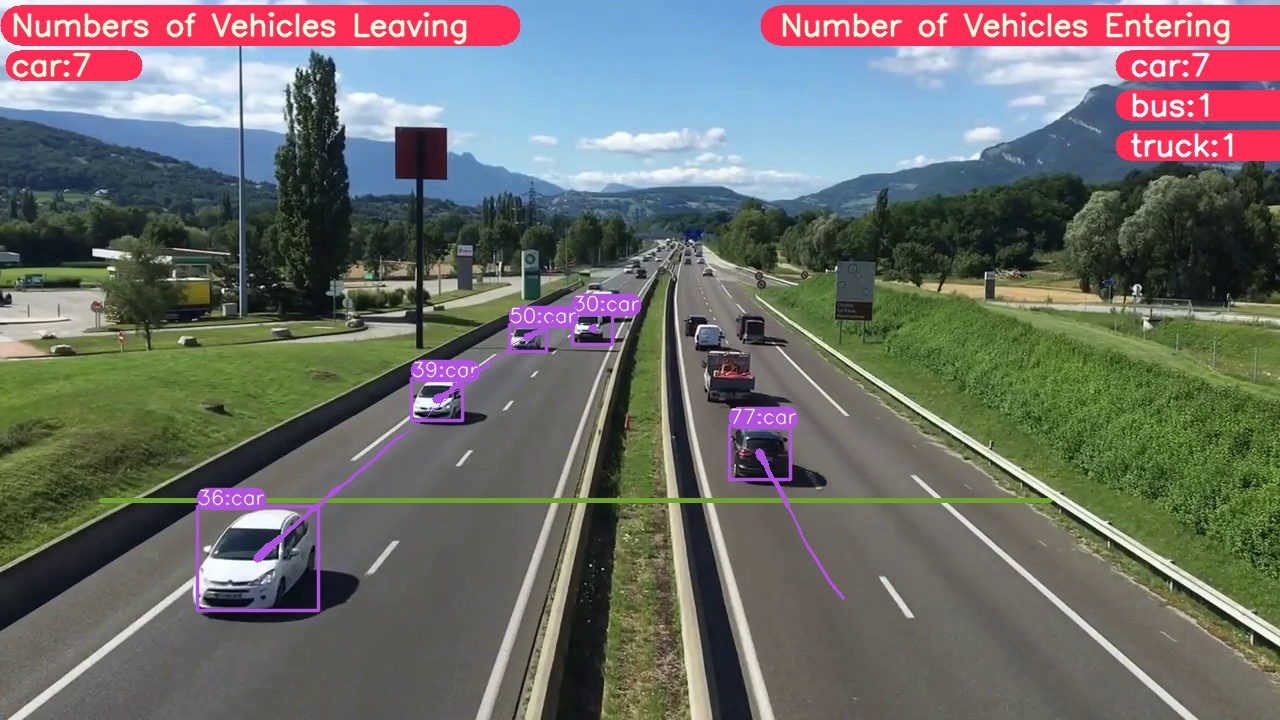 Numbers of Vehicles Leaving
Number of Vehicles Entering
car:7
car:7
bus:1
truck:1
30:car
50:car
39:car
77:car
36:car